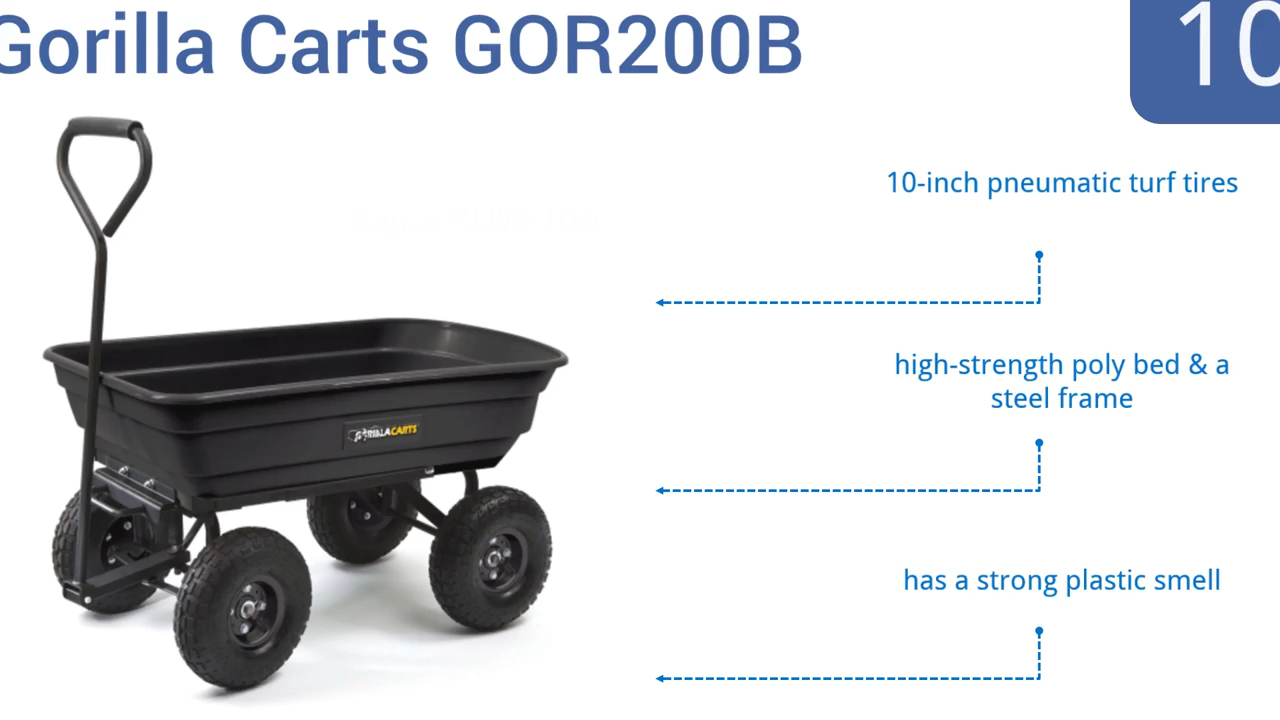 Gorilla Carts GOR200B
10
10-inch pneumatic turf tires
high-strength poly bed & a
steel frame
GORILLA CARTS
has a strong plastic smell